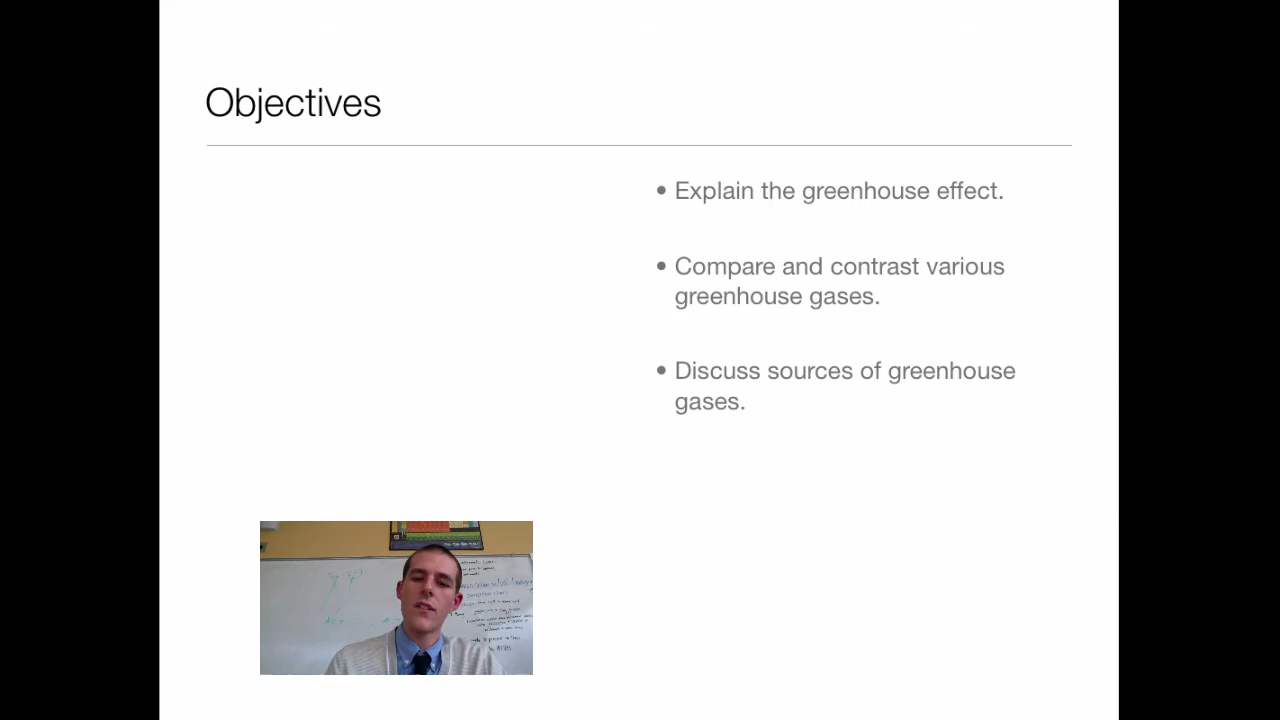 Objectives
• Explain the greenhouse effect.
• Compare and contrast various
greenhouse gases.
• Discuss sources of greenhouse
gases.